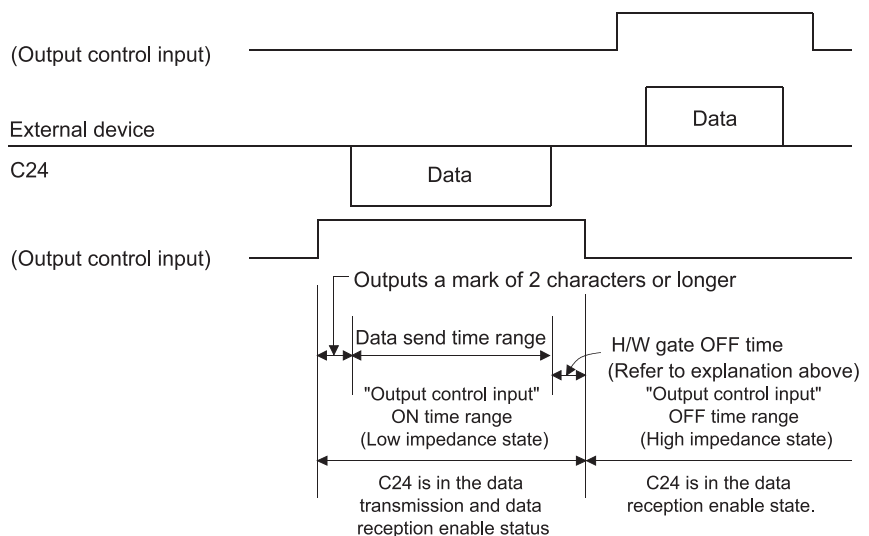 (Output control input)
Data
External device
C24
Data
(Output control input)
Outputs a mark of 2 characters or longer
Data send time range
H/W gate OFF time
(Refer to explanation above)
"Output control input"
ON time range
(Low impedance state)
"Output control input"
OFF time range
(High impedance state)
C24 is in the data
transmission and data
reception enable status
C24 is in the data
reception enable state.